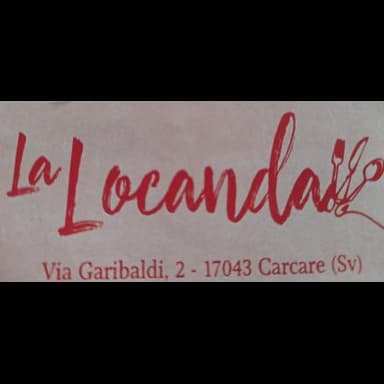 La Locanda
Via Garibaldi, 2 - 17043 Carcare (Sv)